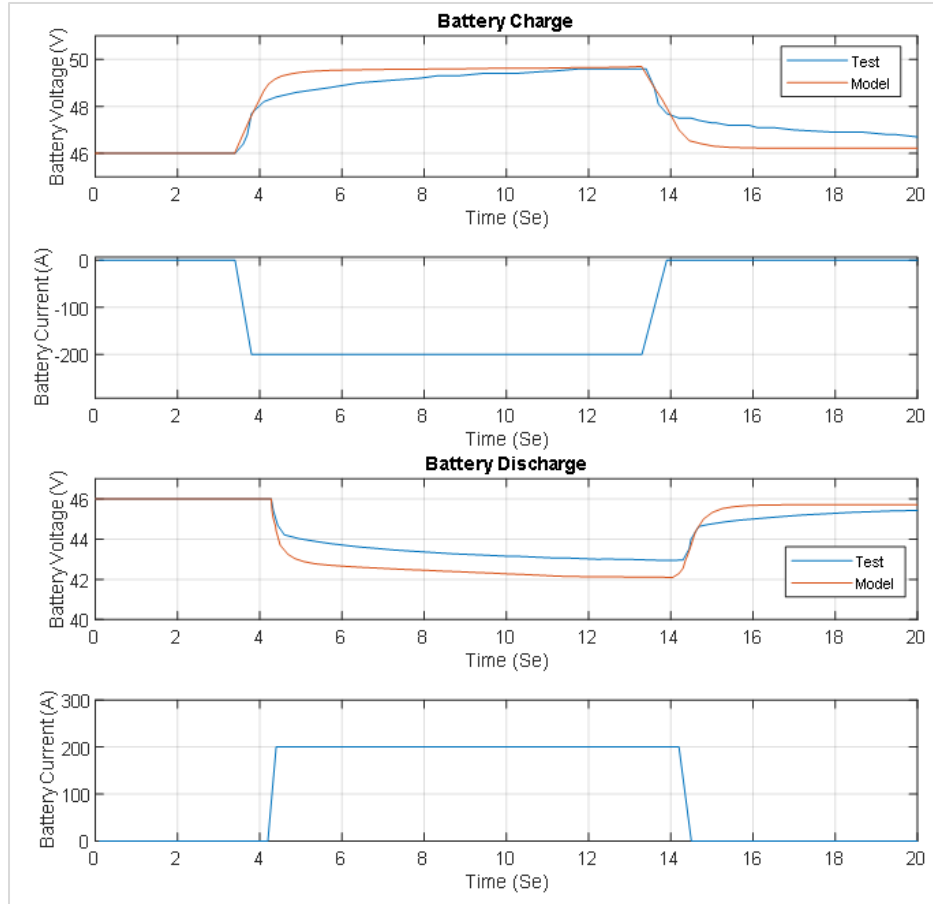 Battery Charge
Battery Voltage (V)
50
48
46
Test
Model
0 2 4 6 8 10 12 14 16 18 20
Time (Se)
Battery Current (A)
0
-100
-200
0 2 4 6 8 10 12 14 16 18 20
Time (Se)
Battery Discharge
Battery Voltage (V)
46
44
42
40
Test
Model
0 2 4 6 8 10 12 14 16 18 20
Time (Se)
Battery Current (A)
300
200
100
0
0 2 4 6 8 10 12 14 16 18 20
Time (Se)